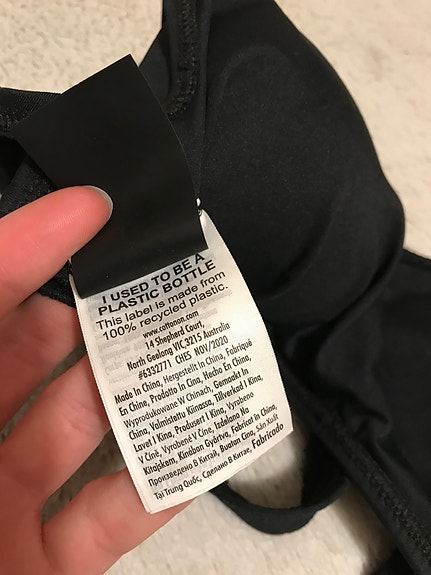 I USED TO BE A
PLASTIC BOTTLE
This label is made from
100% recycled plastic.
www.cottonon.com
14 Shepherd Court,
North Geelong VIC,3215 Australia
#6332771 CHES NOV/2020
Made In China, Hergestellt In China, Fabriqué
En Chine, Prodotto In Cina, Hecho En China,
Wyprodukowane W Chinach, Gemaakt In
China, Valmistettu Kiinassa, Tillverkad I Kina,
Lavet I Kina, Produsert I Kina, Vyrobeno
V Číně, Vyrobené V Číne, Izdelano Na
Kitajskem, Kínában Gyártva, Fabricat în China,
Произведено В Китай, Buatan Cina, Sản Xuất
Tại Trung Quốc, Сделано В Китае, Fabricado